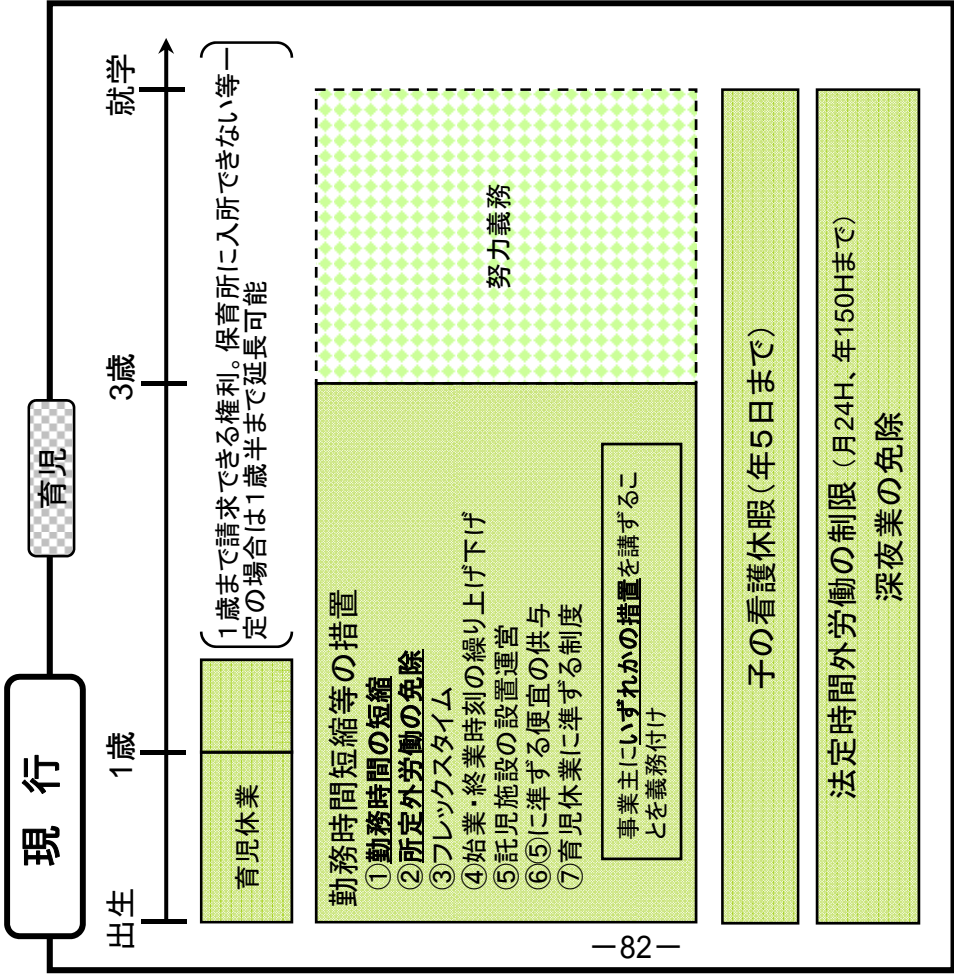 現 行
育児
出生
1歳
3歳
就学
育児休業
1歳まで請求できる権利。保育所に入所できない等一
定の場合は1歳半まで延長可能
勤務時間短縮等の措置
①勤務時間の短縮
②所定外労働の免除
③フレックスタイム
④始業・終業時刻の繰り上げ下げ
⑤託児施設の設置運営
⑥⑤に準ずる便宜の供与
⑦育児休業に準ずる制度
事業主にいずれかの措置を講ずるこ
とを義務付け
努力義務
子の看護休暇(年5日まで)
法定時間外労働の制限(月24H、年150Hまで)
深夜業の免除
-82-